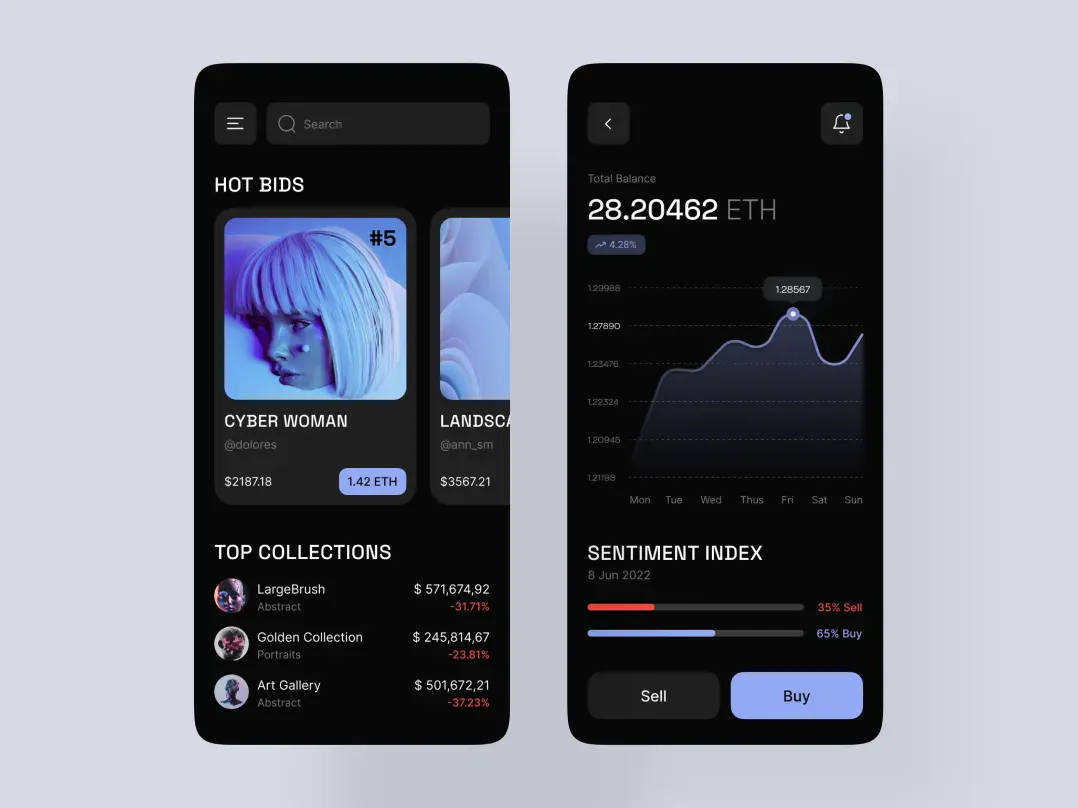 Search
HOT BIDS
#5
CYBER WOMAN
@dolores
$2187.18
1.42 ETH
LANDSCA
@ann_sm
$3567.21
TOP COLLECTIONS
LargeBrush
$ 571,674,92
Abstract
-31.71%
Golden Collection
$ 245,814,67
Portraits
-23.81%
Art Gallery
$ 501,672,21
Abstract
-37.23%
Total Balance
28.20462 ETH
4.28%
1.28567
1.29988
1.27890
1.23476
1.22324
1.20945
1.21198
Mon Tue Wed Thus Fri Sat Sun
SENTIMENT INDEX
8 Jun 2022
35% Sell
65% Buy
Sell
Buy